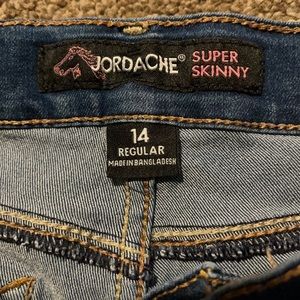 JORDACHE® SUPER
SKINNY
14
REGULAR
MADE IN BANGLADESH